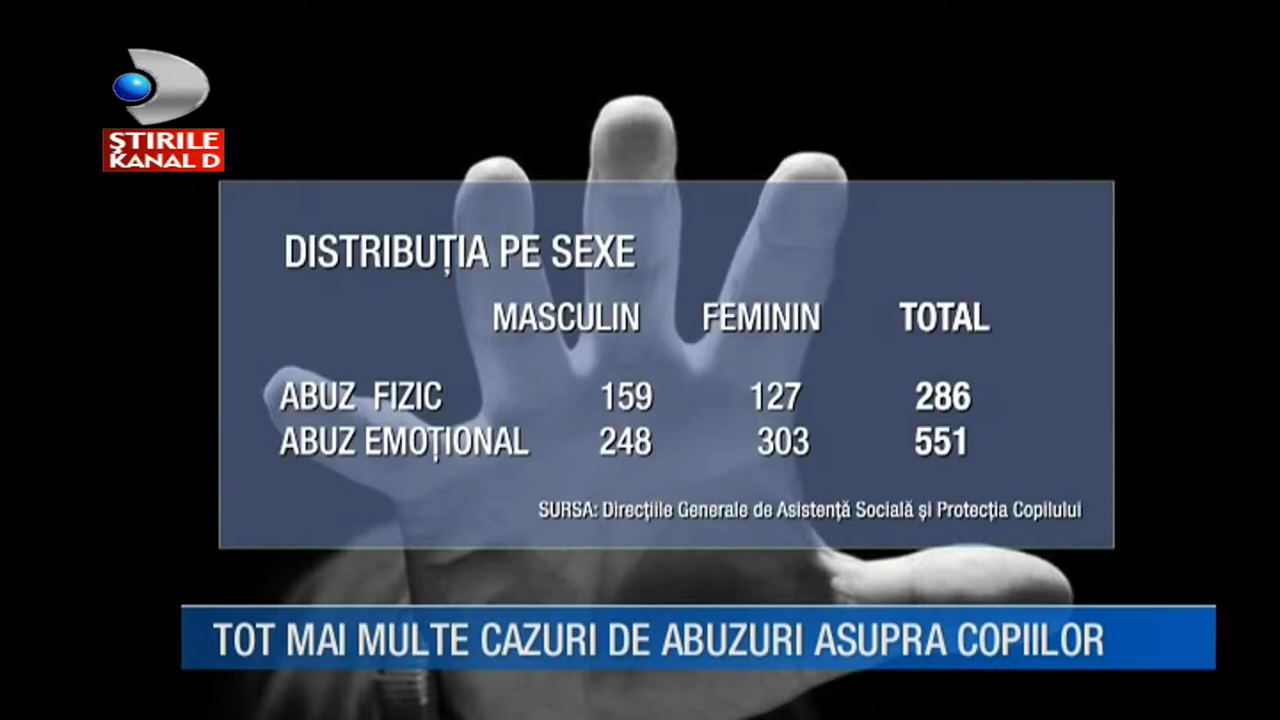 ŞTIRILE
KANAL D
DISTRIBUȚIA PE SEXE
MASCULIN FEMININ TOTAL
ABUZ FIZIC 159 127 286
ABUZ EMOȚIONAL 248 303 551
SURSA: Direcțiile Generale de Asistență Socială și Protecția Copilului
TOT MAI MULTE CAZURI DE ABUZURI ASUPRA COPIILOR